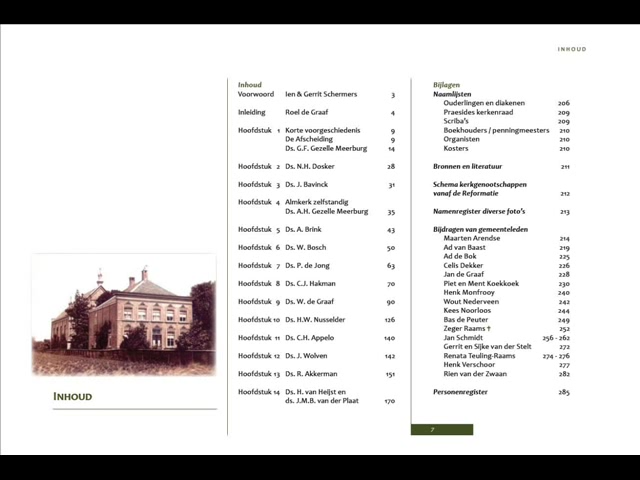 INHOUD
Inhoud
Voorwoord Ien & Gerrit Schermers 3
Inleiding Roel de Graaf 4
Hoofdstuk 1 Korte voorgeschiedenis 9
De Afscheiding 9
Ds. G.F. Gezelle Meerburg 14
Hoofdstuk 2 Ds. N.H. Dosker 28
Hoofdstuk 3 Ds. J. Bavinck 31
Hoofdstuk 4 Almkerk zelfstandig
Ds. A.H. Gezelle Meerburg 35
Hoofdstuk 5 Ds. A. Brink 43
Hoofdstuk 6 Ds. W. Bosch 50
Hoofdstuk 7 Ds. P. de Jong 63
Hoofdstuk 8 Ds. C.J. Hakman 70
Hoofdstuk 9 Ds. W. de Graaf 90
Hoofdstuk 10 Ds. H.W. Nusselder 126
Hoofdstuk 11 Ds. C.H. Appelo 140
Hoofdstuk 12 Ds. J. Wolven 142
Hoofdstuk 13 Ds. R. Akkerman 151
Hoofdstuk 14 Ds. H. van Heijst en
ds. J.M.B. van der Plaat 170
Bijlagen
Naamlijsten
Ouderlingen en diakenen 206
Praesides kerkenraad 209
Scriba's 209
Boekhouders / penningmeesters 210
Organisten 210
Kosters 210
Bronnen en literatuur 211
Schema kerkgenootschappen
vanaf de Reformatie 212
Namenregister diverse foto's 213
Bijdragen van gemeenteleden
Maarten Arendse 214
Ad van Baast 219
Ad de Bok 225
Celis Dekker 226
Jan de Graaf 228
Piet en Ment Koekkoek 230
Henk Monfrooy 240
Wout Nederveen 242
Kees Noorloos 244
Bas de Peuter 249
Zeger Raams ✝ 252
Jan Schmidt 256 - 262
Gerrit en Sijke van der Stelt 272
Renata Teuling-Raams 274 - 276
Henk Verschoor 277
Rien van der Zwaan 282
Personenregister 285
INHOUD
7